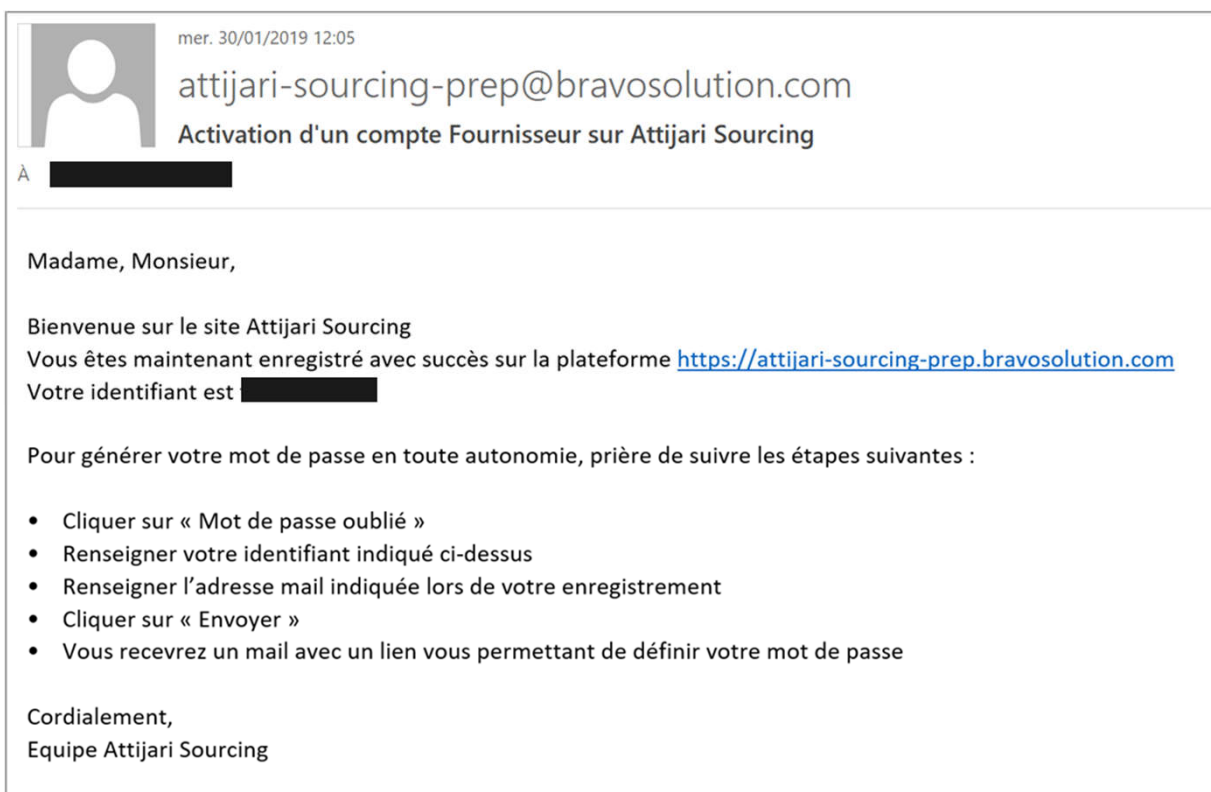 mer. 30/01/2019 12:05
attijari-sourcing-prep@bravosolution.com
Activation d'un compte Fournisseur sur Attijari Sourcing
À
Madame, Monsieur,
Bienvenue sur le site Attijari Sourcing
Vous êtes maintenant enregistré avec succès sur la plateforme https://attijari-sourcing-prep.bravosolution.com
Votre identifiant est
Pour générer votre mot de passe en toute autonomie, prière de suivre les étapes suivantes :
• Cliquer sur « Mot de passe oublié »
• Renseigner votre identifiant indiqué ci-dessus
• Renseigner l’adresse mail indiquée lors de votre enregistrement
• Cliquer sur « Envoyer »
• Vous recevrez un mail avec un lien vous permettant de définir votre mot de passe
Cordialement,
Equipe Attijari Sourcing